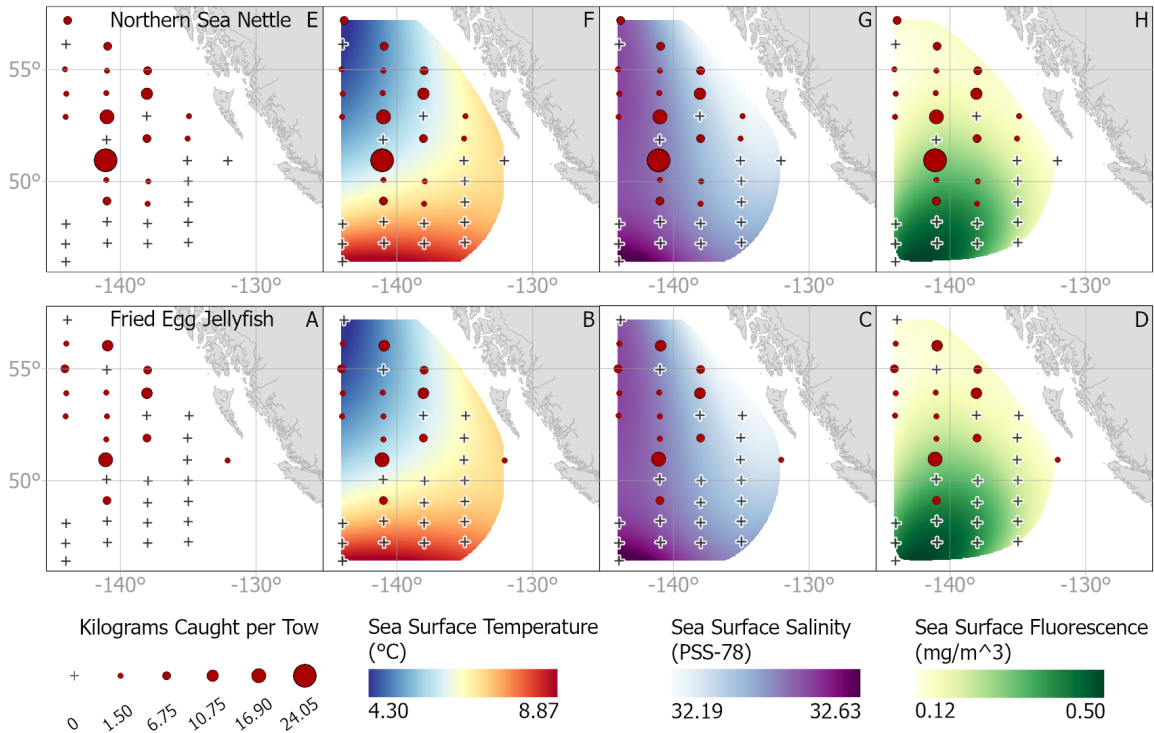 Northern Sea Nettle E
F
G
H
55°
50°
-140° -130°
-140° -130°
-140° -130°
-140° -130°
Fried Egg Jellyfish A
B
C
D
55°
50°
-140° -130°
-140° -130°
-140° -130°
-140° -130°
Kilograms Caught per Tow
0 1.50 6.75 10.75 16.90 24.05
Sea Surface Temperature
(°C)
4.30 8.87
Sea Surface Salinity
(PSS-78)
32.19 32.63
Sea Surface Fluorescence
(mg/m^3)
0.12 0.50